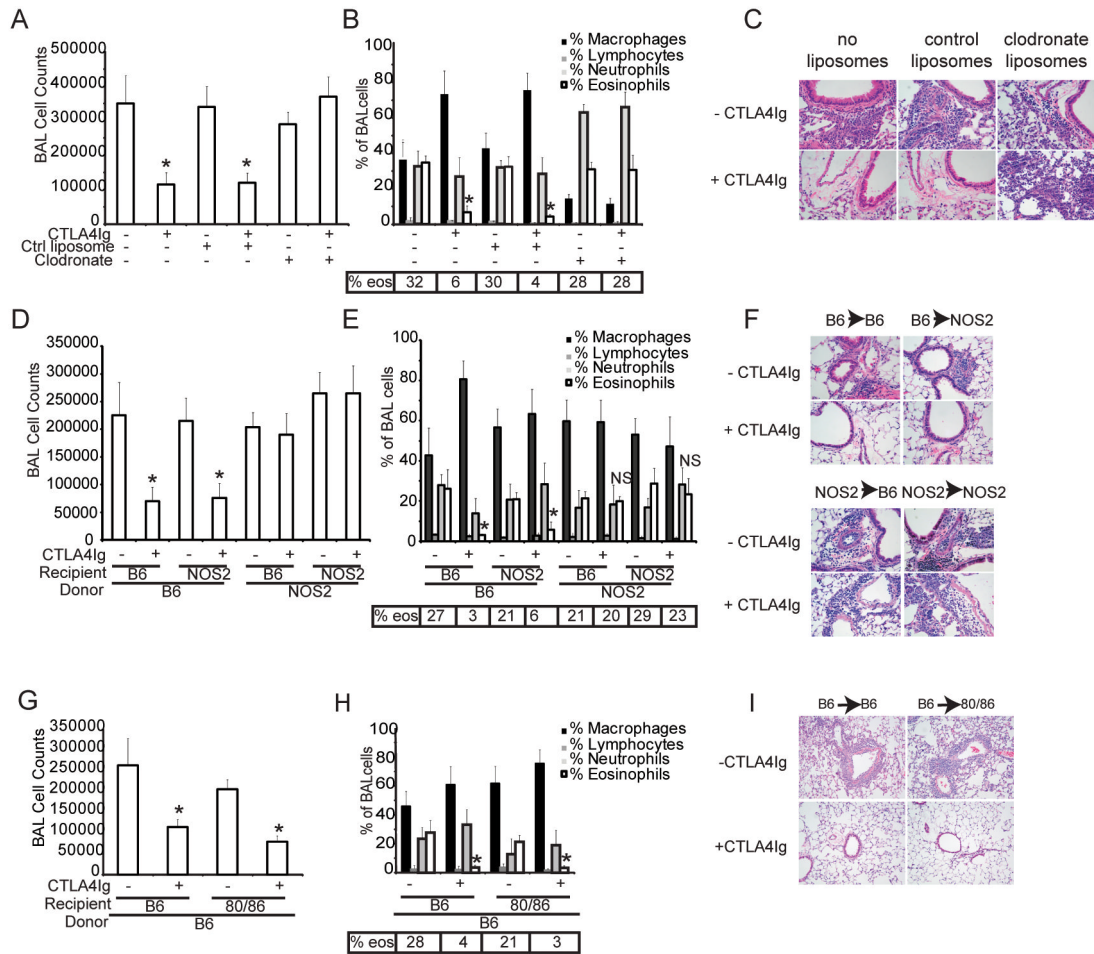 A
BAL Cell Counts
500000
450000
400000
350000
300000
250000
200000
150000
100000
50000
0
* *
CTLA4Ig - + - + - +
Ctrl liposome - - + + - -
Clodronate - - - - + +
B
% of BALcells
100
80
60
40
20
0
% Macrophages
% Lymphocytes
% Neutrophils
% Eosinophils
* *
- + - + - +
- - + + - -
- - - - + +
% eos 32 6 30 4 28 28
C
no liposomes
control liposomes
clodronate liposomes
- CTLA4Ig
+ CTLA4Ig
D
BAL Cell Counts
350000
300000
250000
200000
150000
100000
50000
0
* *
CTLA4Ig - + - + - + - +
Recipient B6 NOS2 B6 NOS2
Donor B6 NOS2
E
% of BAL cells
100
80
60
40
20
0
% Macrophages
% Lymphocytes
% Neutrophils
% Eosinophils
* * NS NS
- + - + - + - +
B6 NOS2 B6 NOS2
B6 NOS2
% eos 27 3 21 6 21 20 29 23
F
B6 B6 B6 NOS2
- CTLA4Ig
+ CTLA4Ig
NOS2 B6 NOS2 NOS2
- CTLA4Ig
+ CTLA4Ig
G
BAL Cell Counts
350000
300000
250000
200000
150000
100000
50000
0
* *
CTLA4Ig - + - +
Recipient B6 80/86
Donor B6
H
% of BALcells
100
80
60
40
20
0
% Macrophages
% Lymphocytes
% Neutrophils
% Eosinophils
* *
- + - +
B6 80/86
B6
% eos 28 4 21 3
I
B6 B6 B6 80/86
-CTLA4Ig
+CTLA4Ig